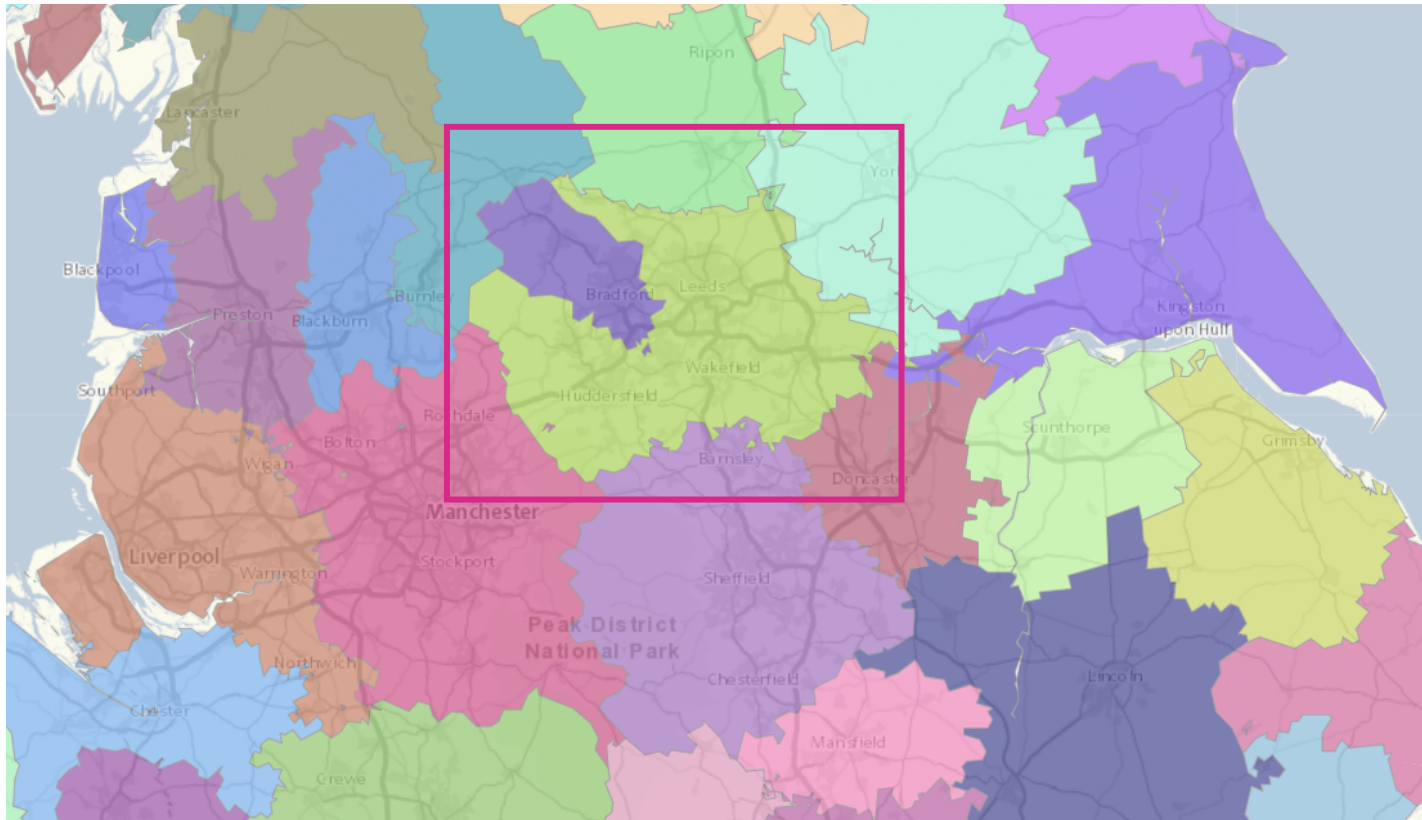 Ripon
Lancaster
York
Blackpool
Burnley
Bradford
Leeds
Preston
Blackburn
Kingston
upon Hull
Wakefield
Southport
Huddersfield
Rochdale
Bolton
Scunthorpe
Grimsby
Wigan
Barnsley
Doncaster
Manchester
Liverpool
Stockport
Warrington
Sheffield
Peak District
National Park
Northwich
Chesterfield
Lincoln
Chester
Mansfield
Crewe